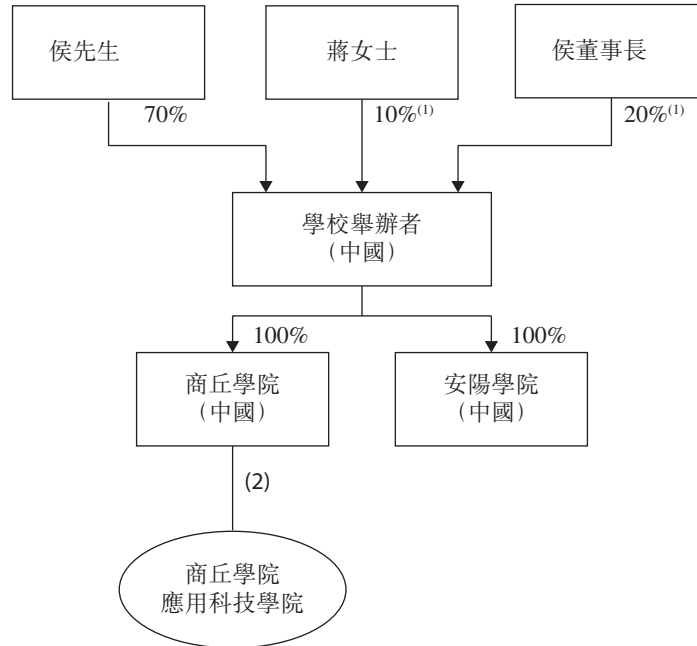 侯先生
蔣女士
侯董事長
70%
10%(1)
20%(1)
學校舉辦者
（中國）
100%
100%
商丘學院
（中國）
安陽學院
（中國）
(2)
商丘學院
應用科技學院